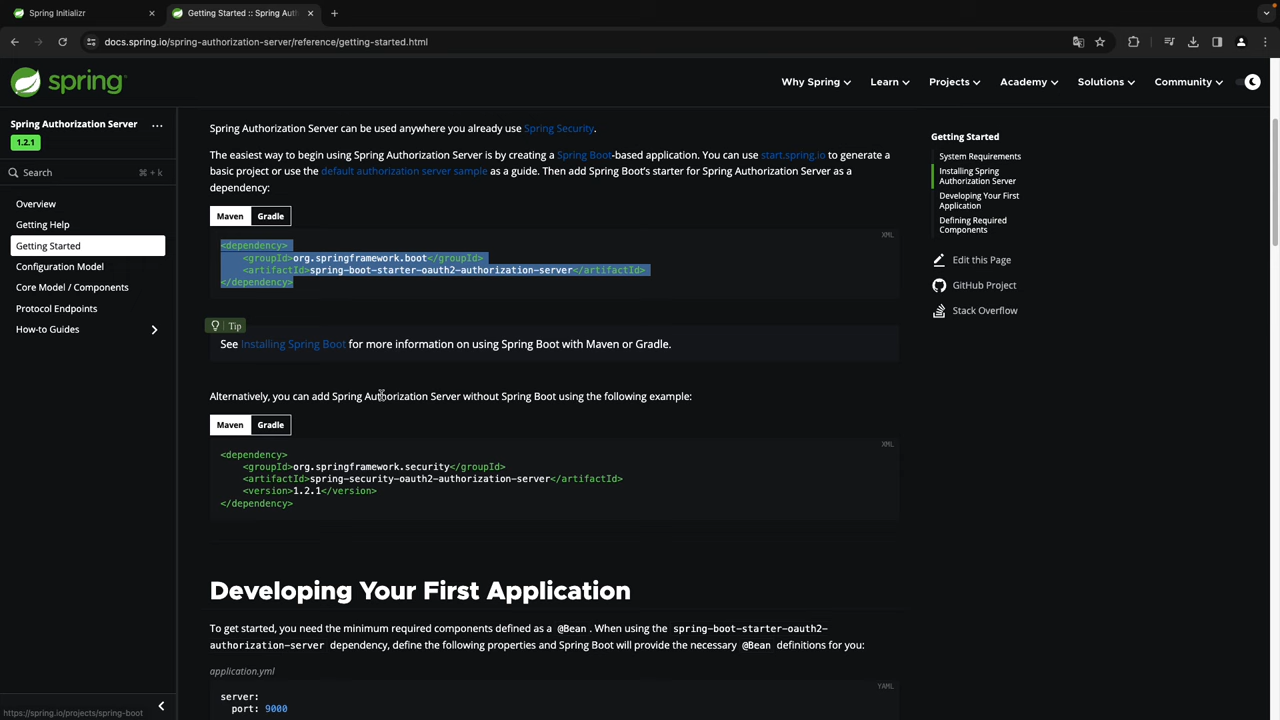 Spring Initializr
Getting Started :: Spring Auth
docs.spring.io/spring-authorization-server/reference/getting-started.html
spring
Why Spring
Learn
Projects
Academy
Solutions
Community
Spring Authorization Server
1.2.1
Search
⌘ + k
Overview
Getting Help
Getting Started
Configuration Model
Core Model / Components
Protocol Endpoints
How-to Guides
Spring Authorization Server can be used anywhere you already use Spring Security.
The easiest way to begin using Spring Authorization Server is by creating a Spring Boot-based application. You can use start.spring.io to generate
a basic project or use the default authorization server sample as a guide. Then add Spring Boot's starter for Spring Authorization Server as a
dependency:
Maven
Gradle
XML
<dependency>
<groupId>org.springframework.boot</groupId>
<artifactId>spring-boot-starter-oauth2-authorization-server</artifactId>
</dependency>
Tip
See Installing Spring Boot for more information on using Spring Boot with Maven or Gradle.
Alternatively, you can add Spring Authorization Server without Spring Boot using the following example:
Maven
Gradle
XML
<dependency>
<groupId>org.springframework.security</groupId>
<artifactId>spring-security-oauth2-authorization-server</artifactId>
<version>1.2.1</version>
</dependency>
Developing Your First Application
To get started, you need the minimum required components defined as a @Bean . When using the spring-boot-starter-oauth2-
authorization-server dependency, define the following properties and Spring Boot will provide the necessary @Bean definitions for you:
application.yml
YAML
server:
port: 9000
Getting Started
System Requirements
Installing Spring
Authorization Server
Developing Your First
Application
Defining Required
Components
Edit this Page
GitHub Project
Stack Overflow
https://spring.io/projects/spring-boot